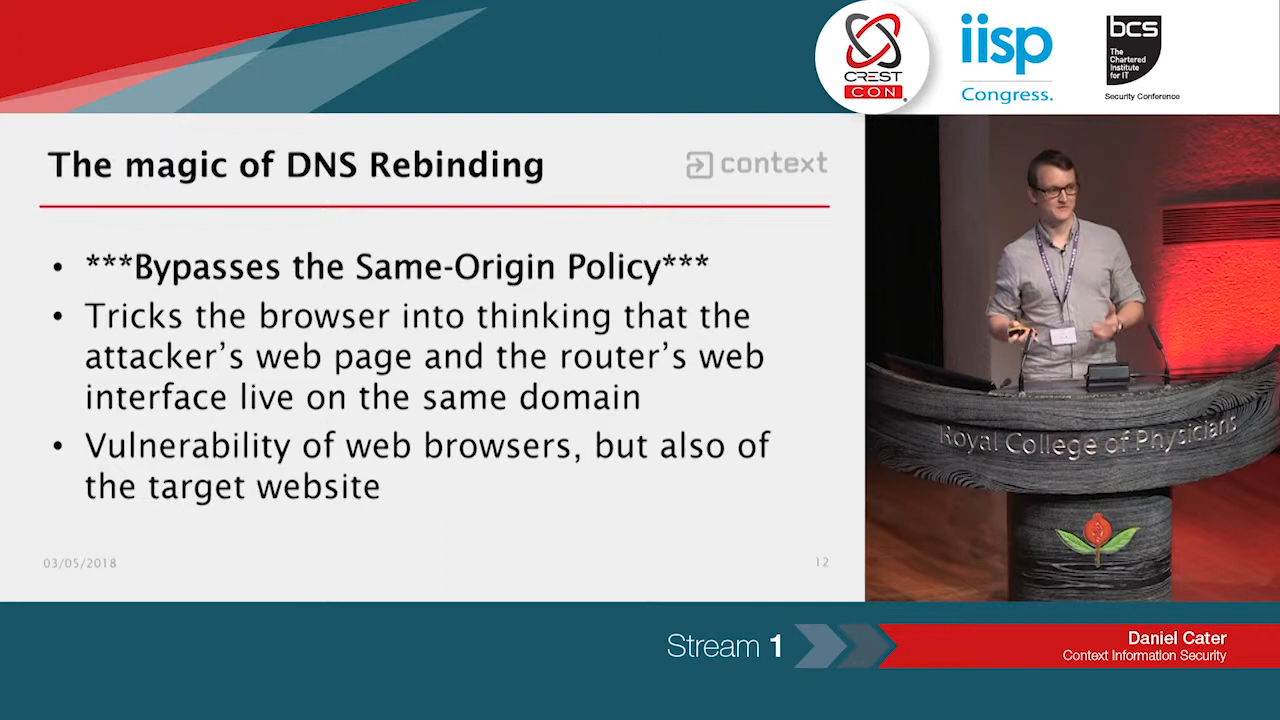 CREST
CON
iisp
Congress.
bcs
The
Chartered
Institute
for IT
Security Conference
The magic of DNS Rebinding
context
• ***Bypasses the Same-Origin Policy***
• Tricks the browser into thinking that the
attacker’s web page and the router’s web
interface live on the same domain
• Vulnerability of web browsers, but also of
the target website
03/05/2018
12
Royal College of Physicians
Stream 1
Daniel Cater
Context Information Security